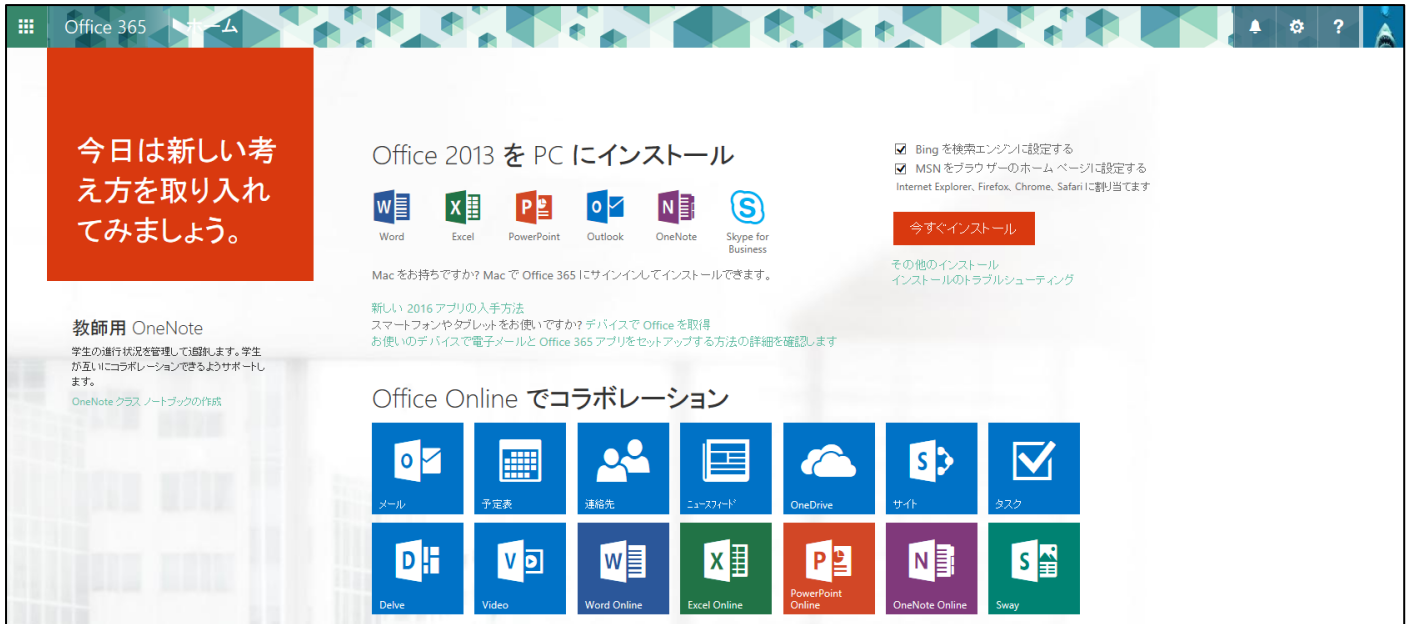 Office 365
ホーム
?
今日は新しい考
え方を取り入れ
てみましょう。
教師用 OneNote
学生の進行状況を管理して追跡します。学生
が互いにコラボレーションできるようサポートし
ます。
OneNote クラス ノートブックの作成
Office 2013 を PC にインストール
Word
Excel
PowerPoint
Outlook
OneNote
Skype for
Business
Mac をお持ちですか? Mac で Office 365 にサインインしてインストールできます。
新しい 2016 アプリの入手方法
スマートフォンやタブレットをお使いですか? デバイスで Office を取得
お使いのデバイスで電子メールと Office 365 アプリをセットアップする方法の詳細を確認します
Bing を検索エンジンに設定する
MSN をブラウザーのホーム ページに設定する
Internet Explorer、Firefox、Chrome、Safari に割り当てます
今すぐインストール
その他のインストール
インストールのトラブルシューティング
Office Online でコラボレーション
メール
予定表
連絡先
ニュースフィード
OneDrive
サイト
タスク
Delve
Video
Word Online
Excel Online
PowerPoint
Online
OneNote Online
Sway